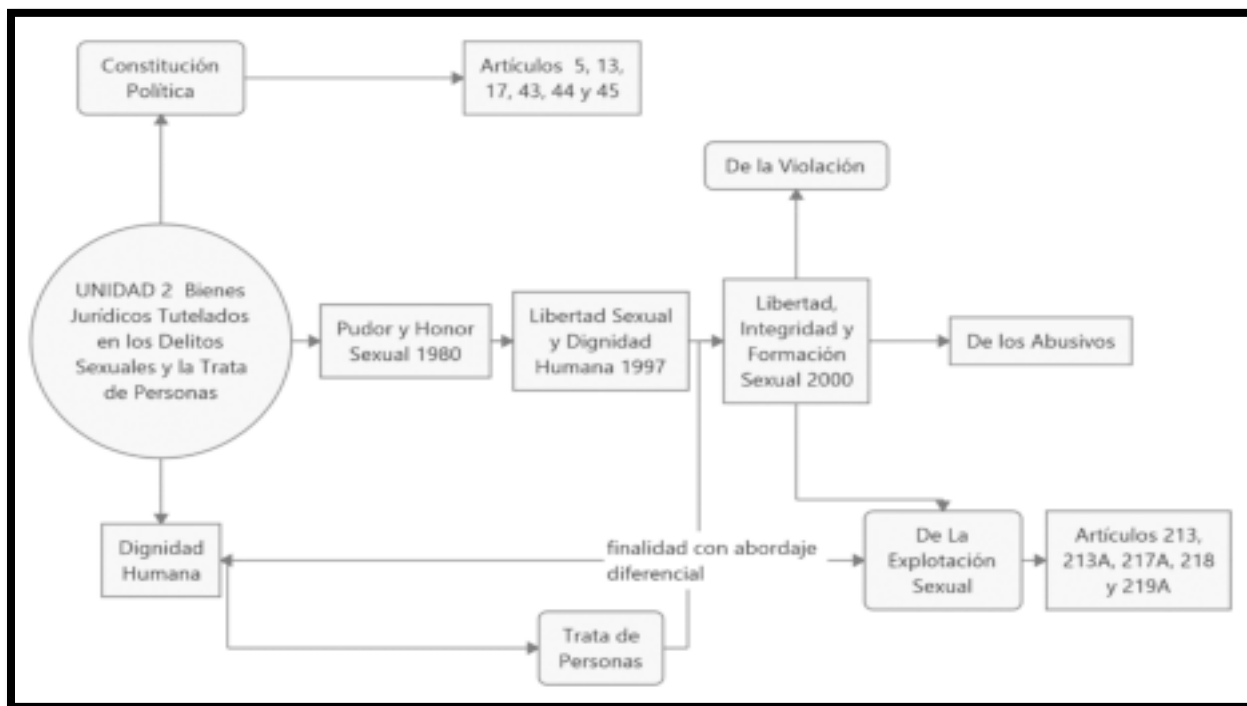 Constitución
Política
Artículos 5, 13,
17, 43, 44 y 45
De la Violación
UNIDAD 2 Bienes
Jurídicos Tutelados
en los Delitos
Sexuales y la Trata
de Personas
Pudor y Honor
Sexual 1980
Libertad Sexual
y Dignidad
Humana 1997
Libertad,
Integridad y
Formación
Sexual 2000
De los Abusivos
Dignidad
Humana
finalidad con abordaje
diferencial
De La
Explotación
Sexual
Artículos 213,
213A, 217A, 218
y 219A
Trata de
Personas